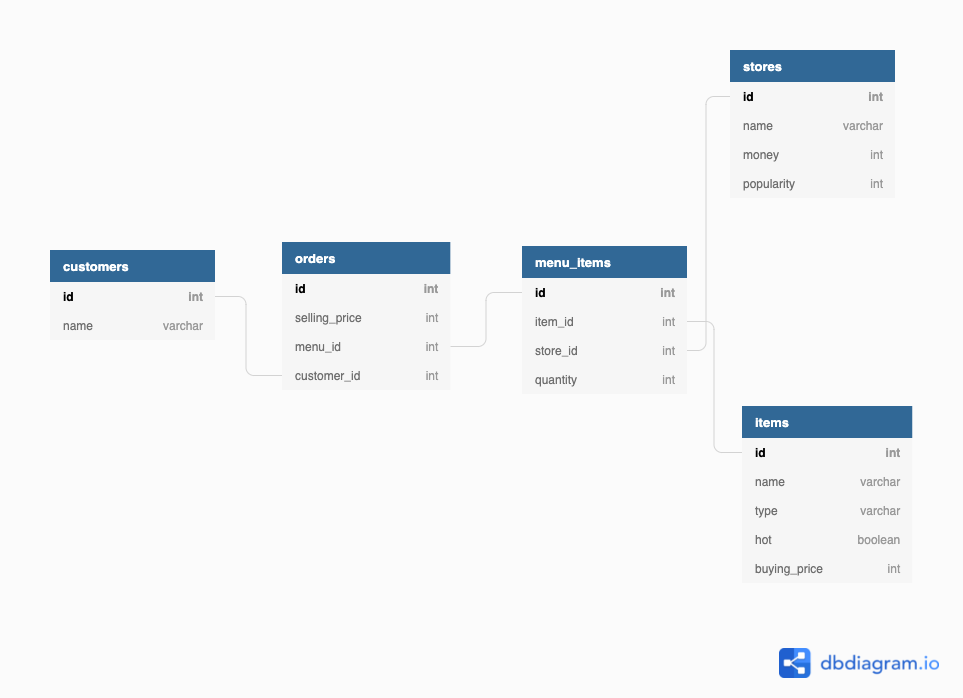 stores
id int
name varchar
money int
popularity int
customers
id int
name varchar
orders
id int
selling_price int
menu_id int
customer_id int
menu_items
id int
item_id int
store_id int
quantity int
items
id int
name varchar
type varchar
hot boolean
buying_price int
dbdiagram.io